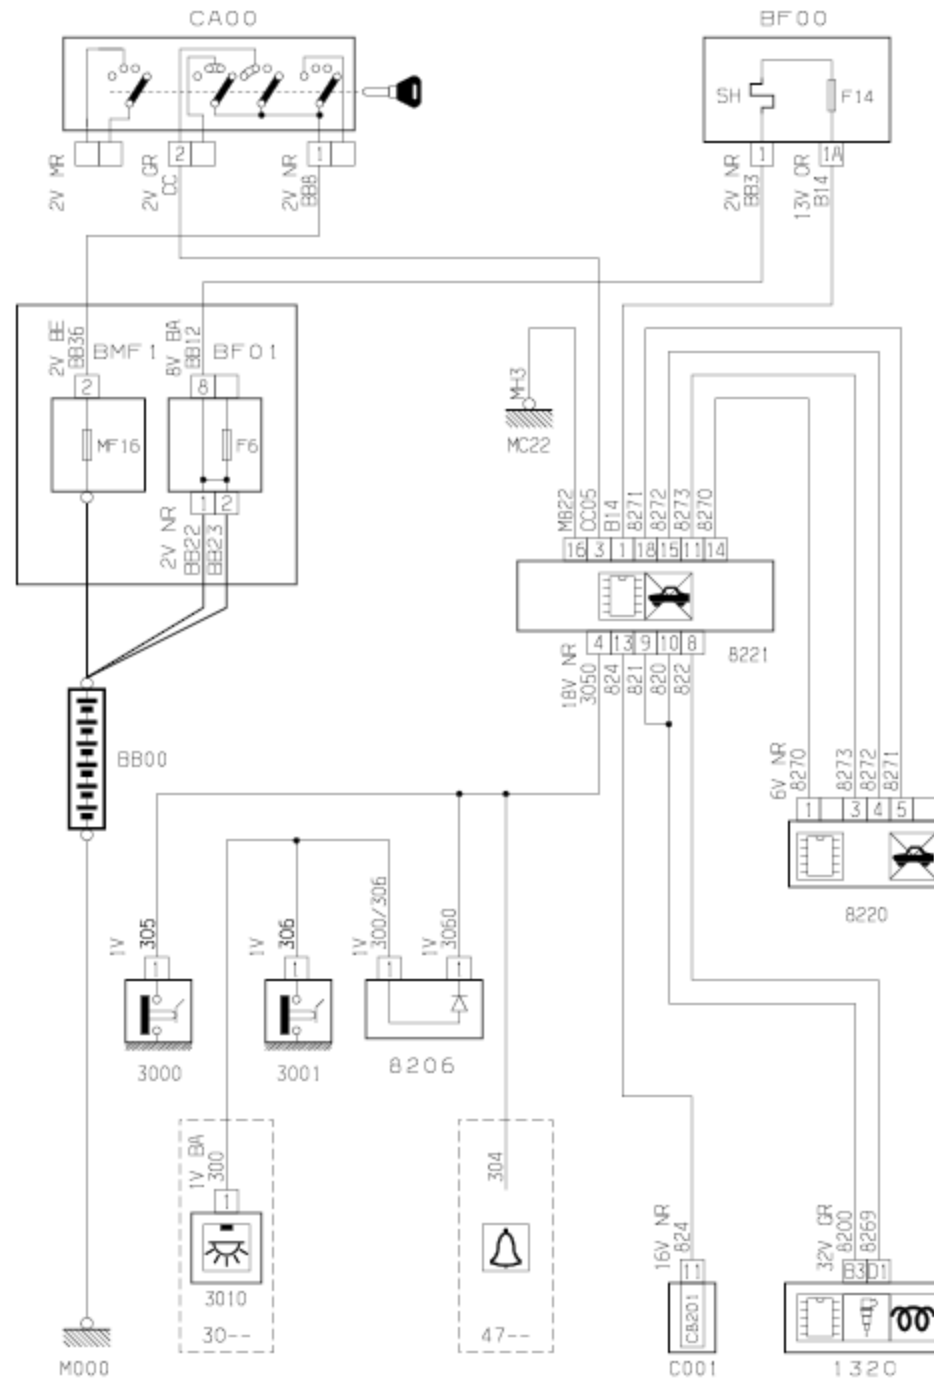 CA00
BF00
SH
F14
2
1
1
1A
2V MR
2V GR
CC
2V NR
BB8
2V NR
BB3
13V OR
B14
2V BE
BB36
BMF1
8V BA
BB12
BF01
2
8
MF16
F6
1
2
2V NR
BB22
BB23
MH3
MC22
M822
CC05
B14
8271
8272
8273
8270
16
3
1
18
15
11
14
4
13
9
10
8
8221
18V NR
3050
824
821
820
822
BB00
6V NR
8270
8273
8272
8271
1
3
4
5
8220
1V
305
1V
306
1V
300/306
1V
3060
1
1
1
1
3000
3001
8206
1V BA
300
1
3010
30--
304
47--
16V NR
824
11
C8201
C001
32V GR
8200
8269
B3
D1
1320
M000